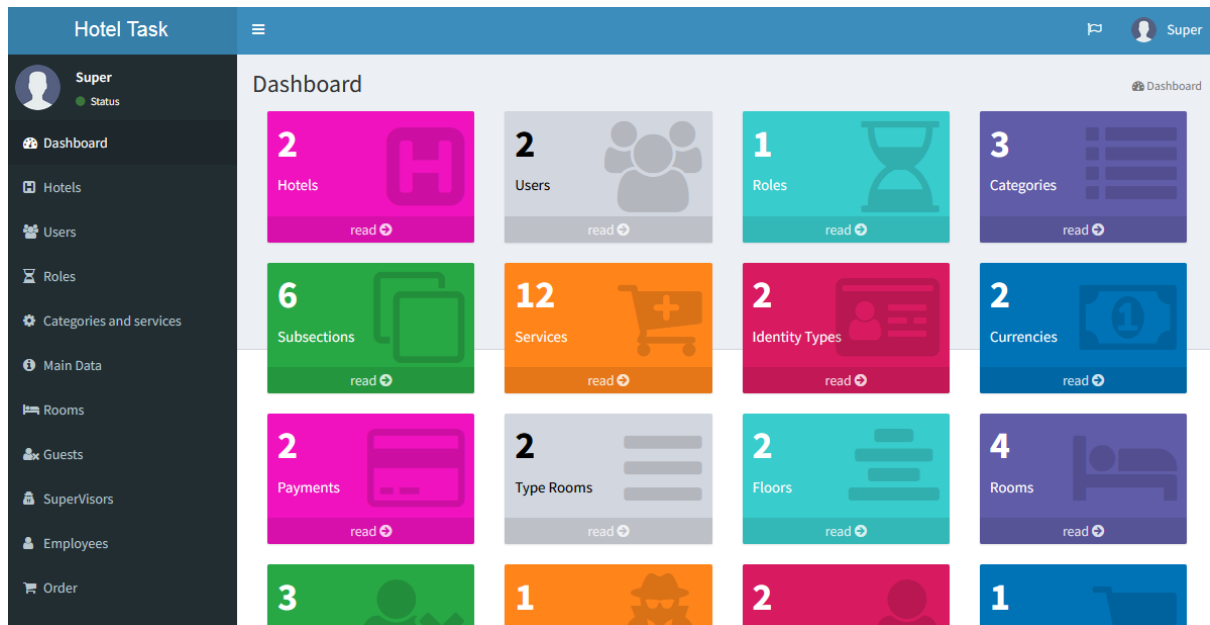 Hotel Task
Super
Super
Status
Dashboard
Hotels
Users
Roles
Categories and services
Main Data
Rooms
Guests
SuperVisors
Employees
Order
Dashboard
Dashboard
2
Hotels
read
2
Users
read
1
Roles
read
3
Categories
read
6
Subsections
read
12
Services
read
2
Identity Types
read
2
Currencies
read
2
Payments
read
2
Type Rooms
read
2
Floors
read
4
Rooms
read
3
1
2
1